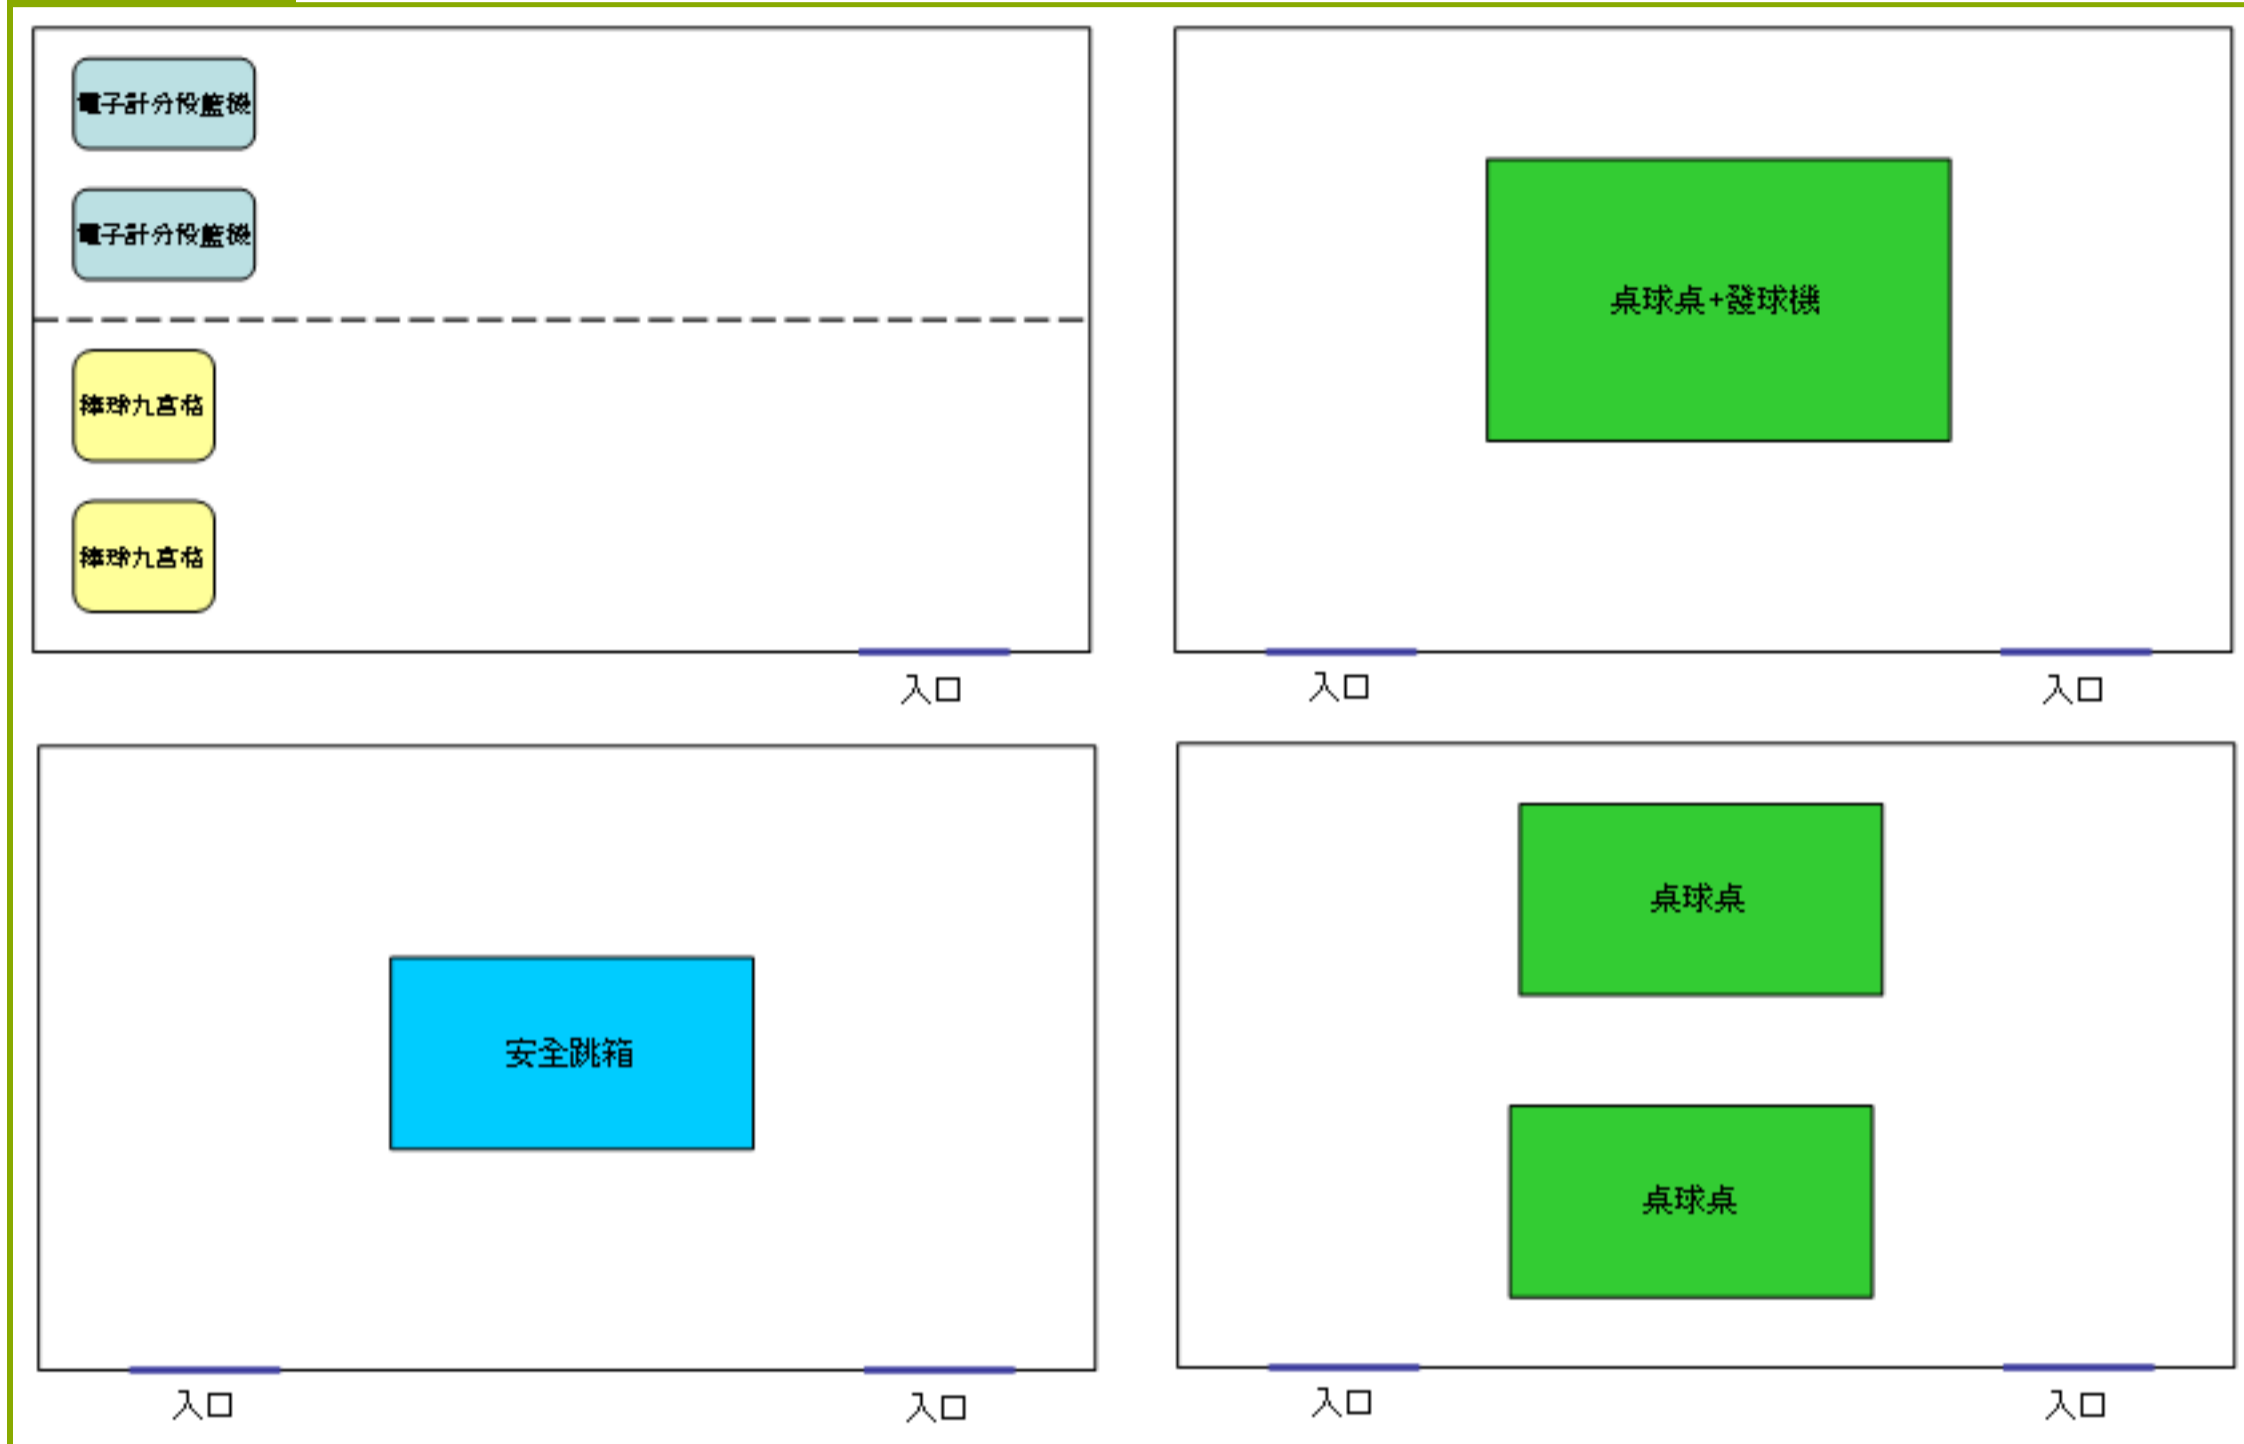 電子計分投籃機
電子計分投籃機
棒球九宮格
棒球九宮格
入口
桌球桌+發球機
入口
入口
安全跳箱
入口
入口
桌球桌
桌球桌
入口
入口